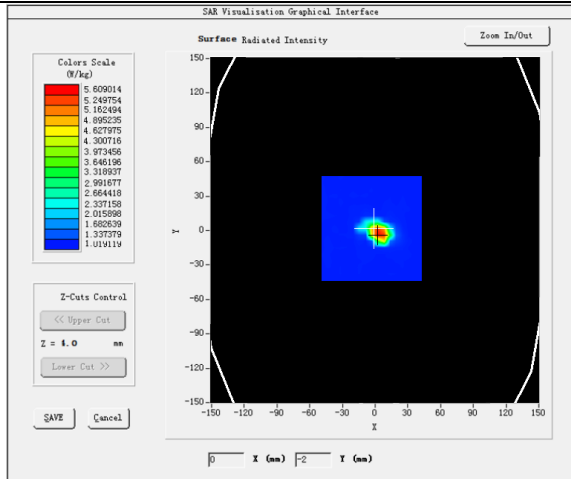 SAR Visualisation Graphical Interface
Surface Radiated Intensity
Zoom In/Out
Colors Scale
(W/kg)
5.609014
5.249754
5.162494
4.895235
4.627975
4.300716
3.973456
3.646196
3.318937
2.991677
2.664418
2.337158
2.015898
1.682639
1.337379
1.019119
Z-Cuts Control
<< Upper Cut
Z = 4.0 mm
Lower Cut >>
SAVE Cancel
150
120
90
60
30
0
-30
-60
-90
-120
-150
Y
-150 -120 -90 -60 -30 0 30 60 90 120 150
X
0 X (mm) -2 Y (mm)